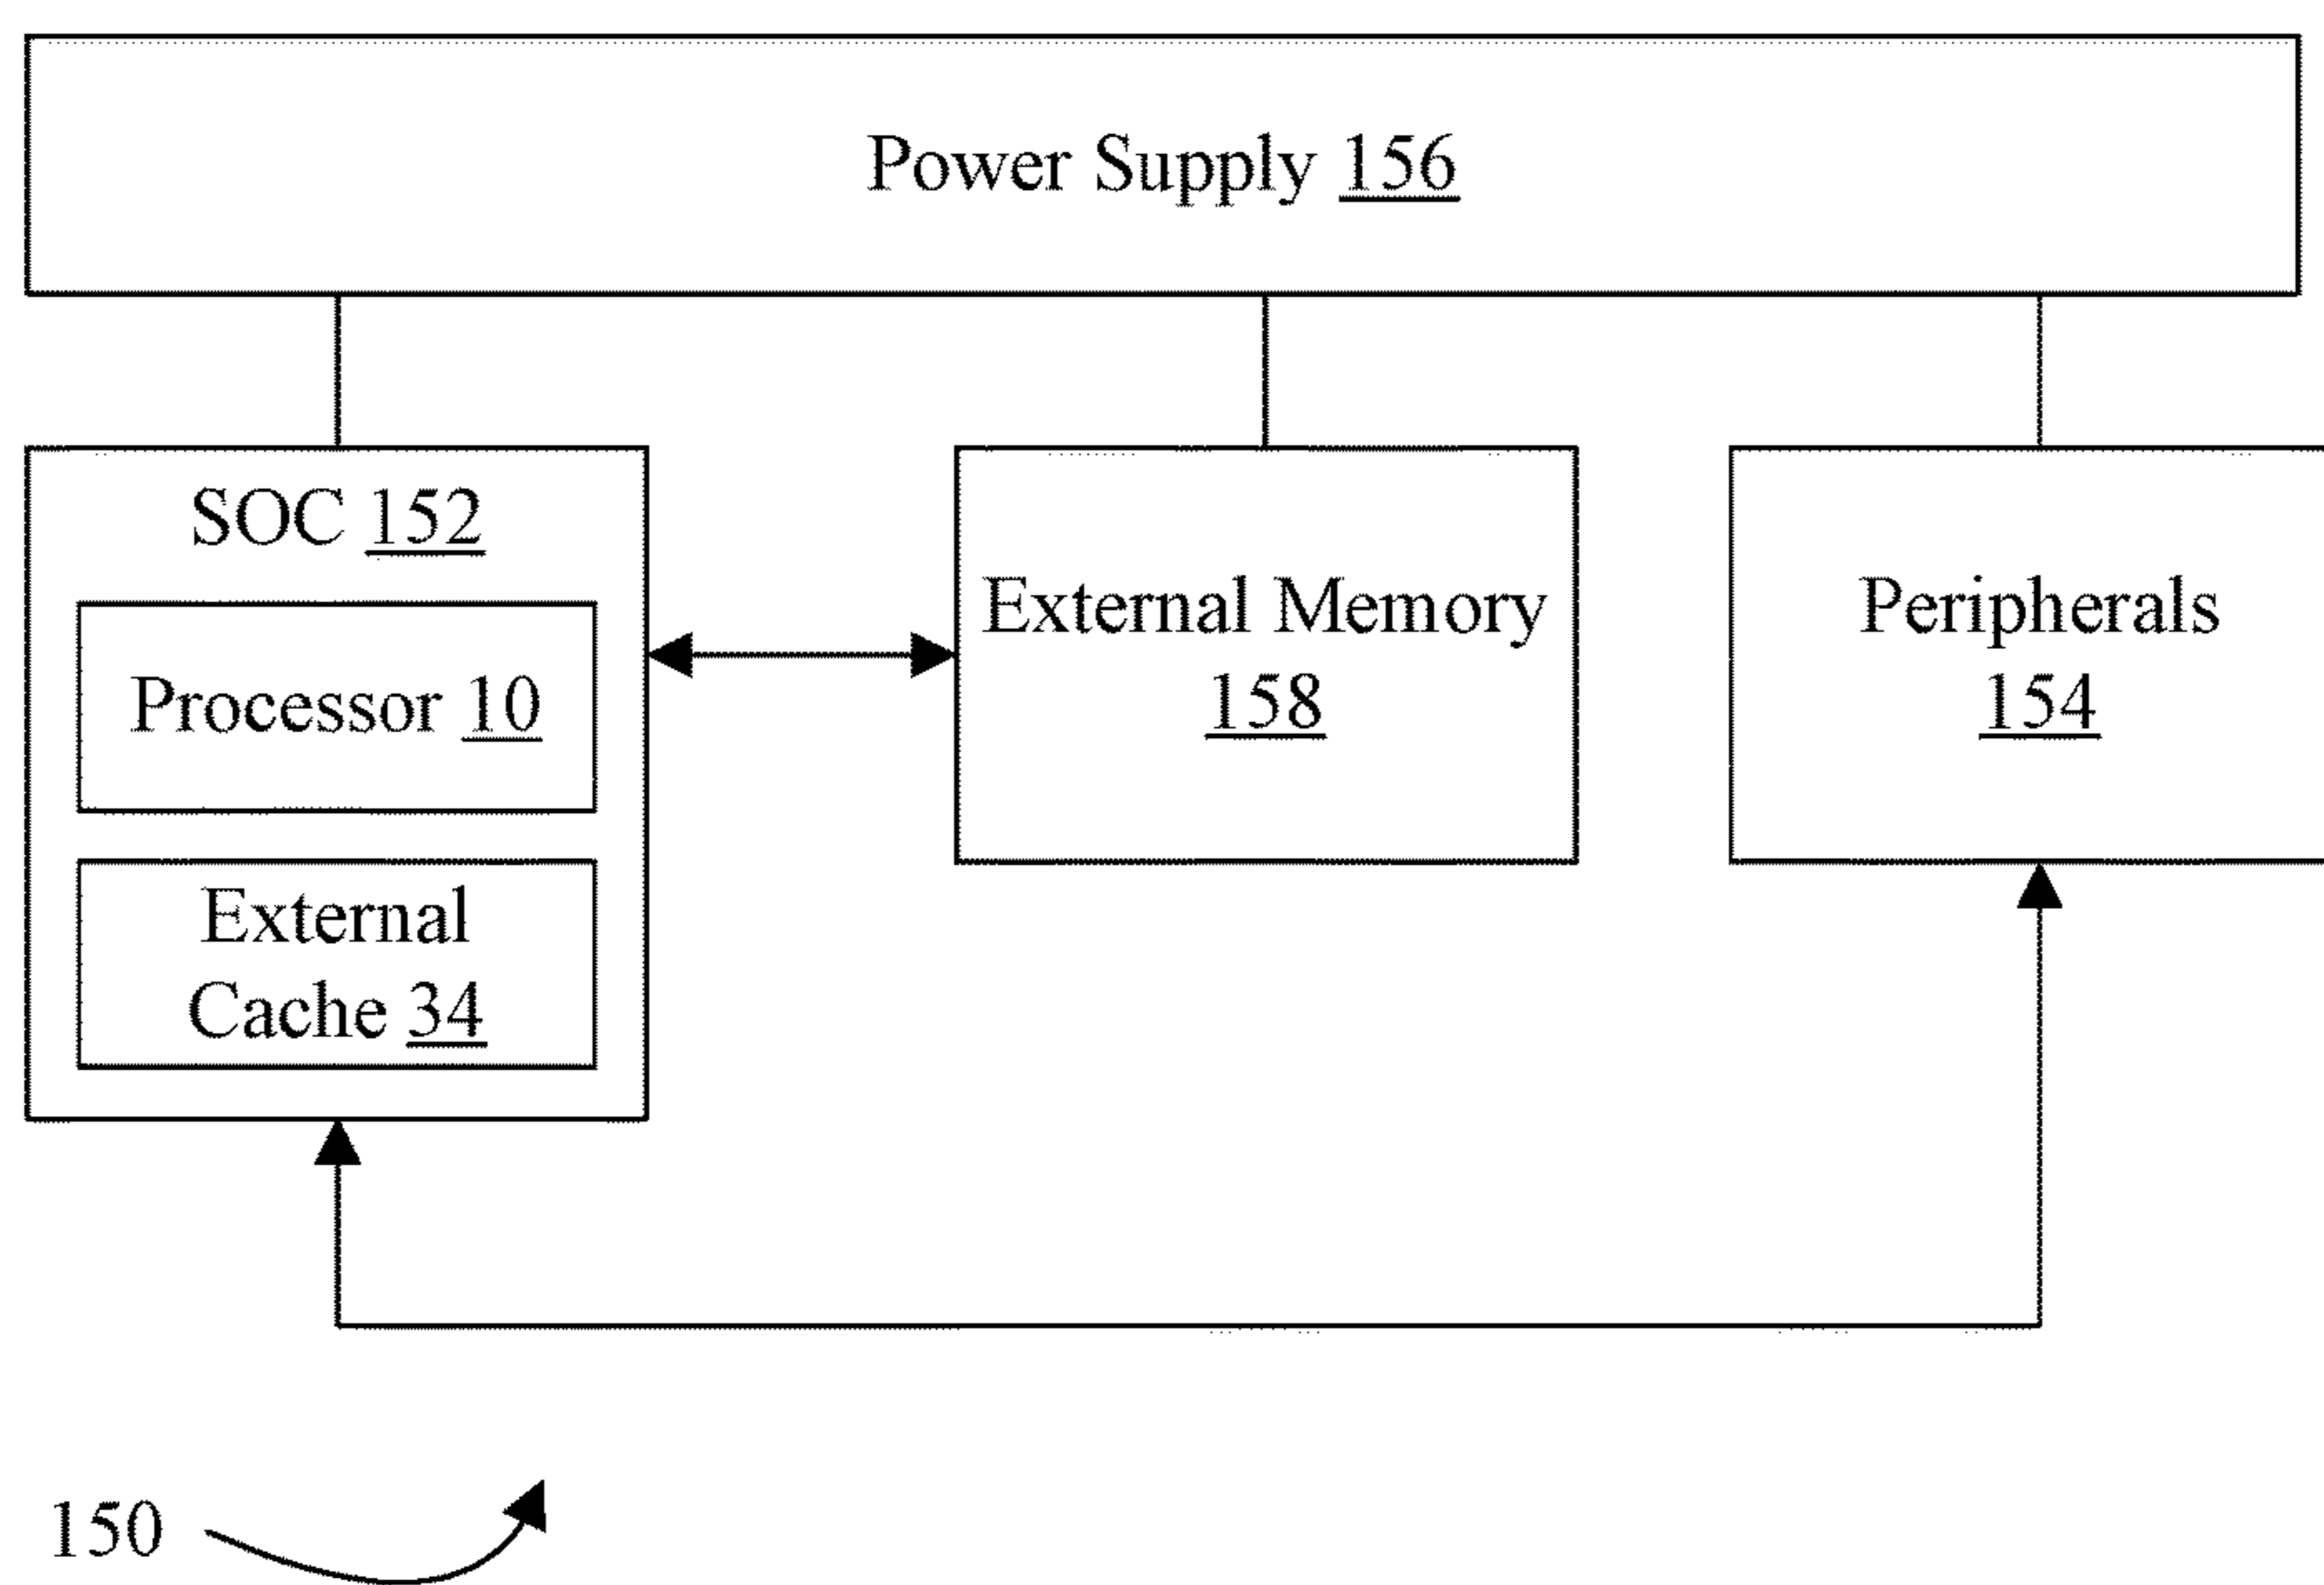 Power Supply 156
SOC 152
Processor 10
External
Cache 34
External Memory
158
Peripherals
154
150